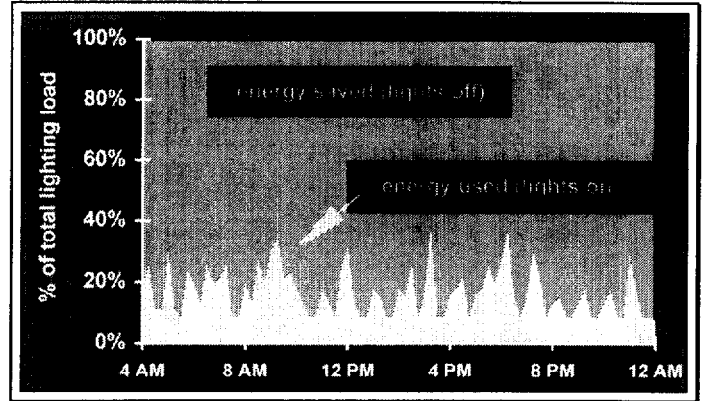 100%
80%
60%
40%
20%
0%
% of total lighting load
energy saved (lights off)
energy used (lights on
4 AM
8 AM
12 PM
4 PM
8 PM
12 AM